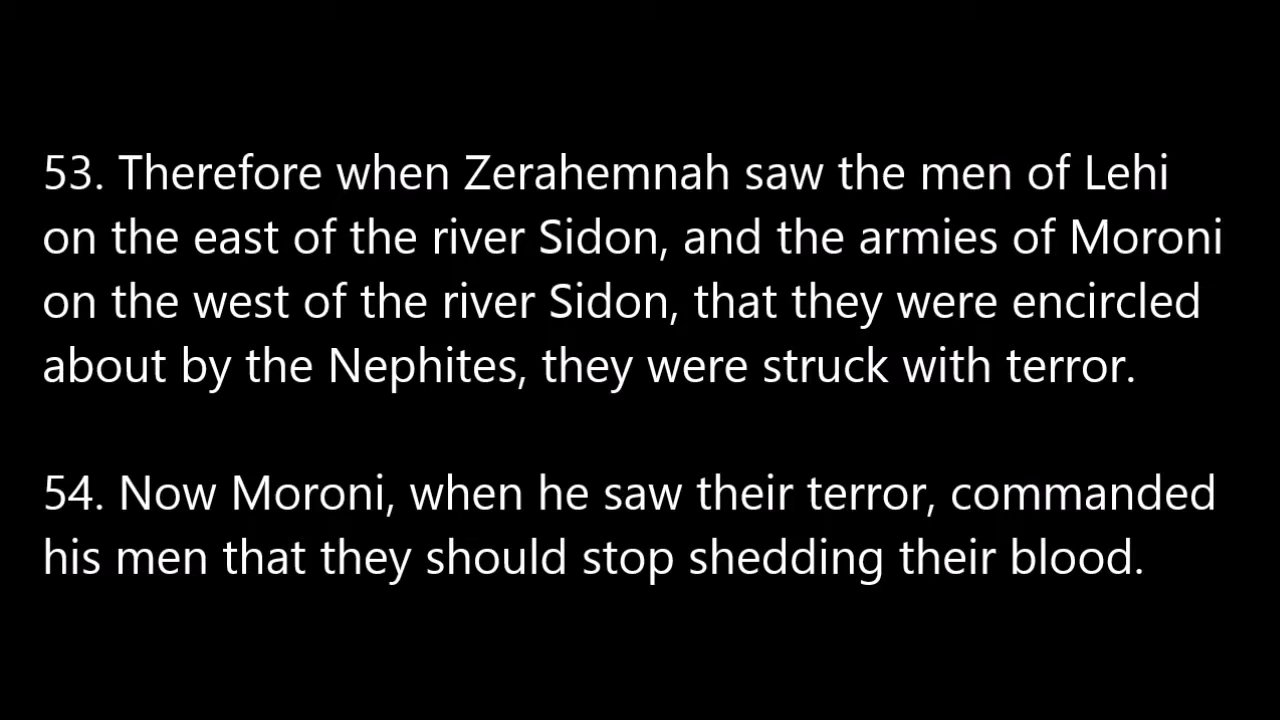 53. Therefore when Zerahemnah saw the men of Lehi
on the east of the river Sidon, and the armies of Moroni
on the west of the river Sidon, that they were encircled
about by the Nephites, they were struck with terror.
54. Now Moroni, when he saw their terror, commanded
his men that they should stop shedding their blood.